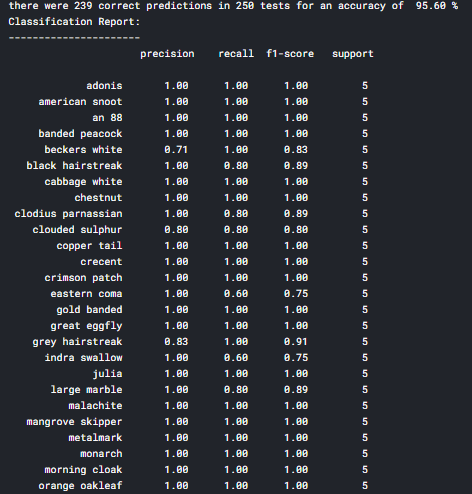 there were 239 correct predictions in 250 tests for an accuracy of  95.60 %
Classification Report:
----------------------
precision recall f1-score support
adonis 1.00 1.00 1.00 5
american snoot 1.00 1.00 1.00 5
an 88 1.00 1.00 1.00 5
banded peacock 1.00 1.00 1.00 5
beckers white 0.71 1.00 0.83 5
black hairstreak 1.00 0.80 0.89 5
cabbage white 1.00 1.00 1.00 5
chestnut 1.00 1.00 1.00 5
clodius parnassian 1.00 0.80 0.89 5
clouded sulphur 0.80 0.80 0.80 5
copper tail 1.00 1.00 1.00 5
crecent 1.00 1.00 1.00 5
crimson patch 1.00 1.00 1.00 5
eastern coma 1.00 0.60 0.75 5
gold banded 1.00 1.00 1.00 5
great eggfly 1.00 1.00 1.00 5
grey hairstreak 0.83 1.00 0.91 5
indra swallow 1.00 0.60 0.75 5
julia 1.00 1.00 1.00 5
large marble 1.00 0.80 0.89 5
malachite 1.00 1.00 1.00 5
mangrove skipper 1.00 1.00 1.00 5
metalmark 1.00 1.00 1.00 5
monarch 1.00 1.00 1.00 5
morning cloak 1.00 1.00 1.00 5
orange oakleaf 1.00 1.00 1.00 5